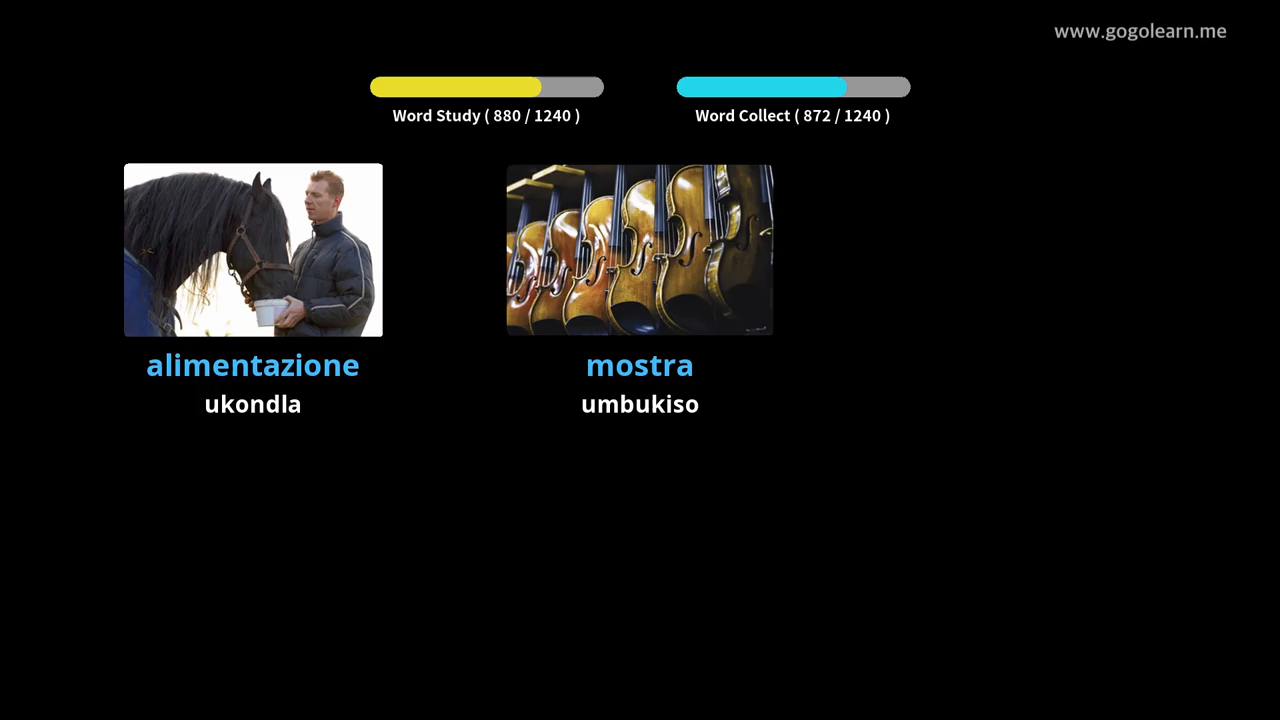 www.gogolearn.me
Word Study ( 880 / 1240 )
Word Collect ( 872 / 1240 )
alimentazione
ukondla
mostra
umbukiso